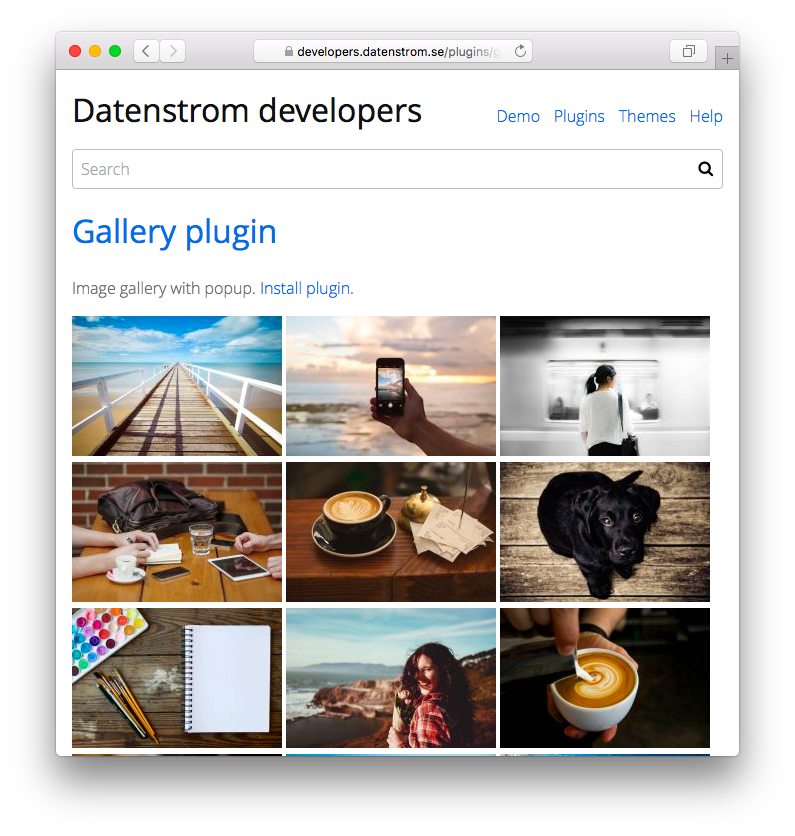 developers.datenstrom.se/plugins/g
Datenstrom developers
Demo Plugins Themes Help
Search
Gallery plugin
Image gallery with popup. Install plugin.